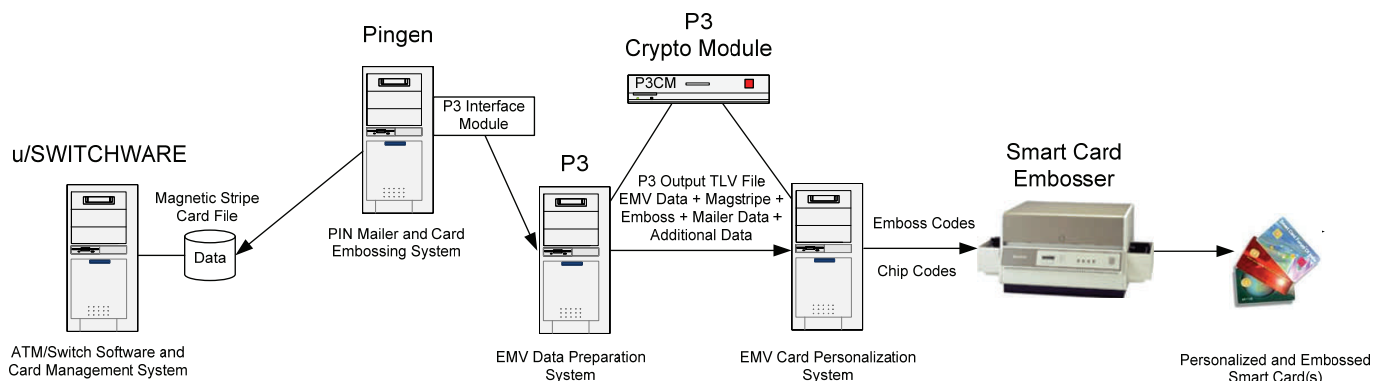 P3
Crypto Module
Pingen
P3CM
P3 Interface
Module
u/SWITCHWARE
P3
Smart Card
Embosser
Magnetic Stripe
Card File
Data
P3 Output TLV File
EMV Data + Magstripe +
Emboss + Mailer Data +
Additional Data
PIN Mailer and Card
Embossing System
Emboss Codes
Chip Codes
ATM/Switch Software and
Card Management System
EMV Data Preparation
System
EMV Card Personalization
System
Personalized and Embossed
Smart Card(s)